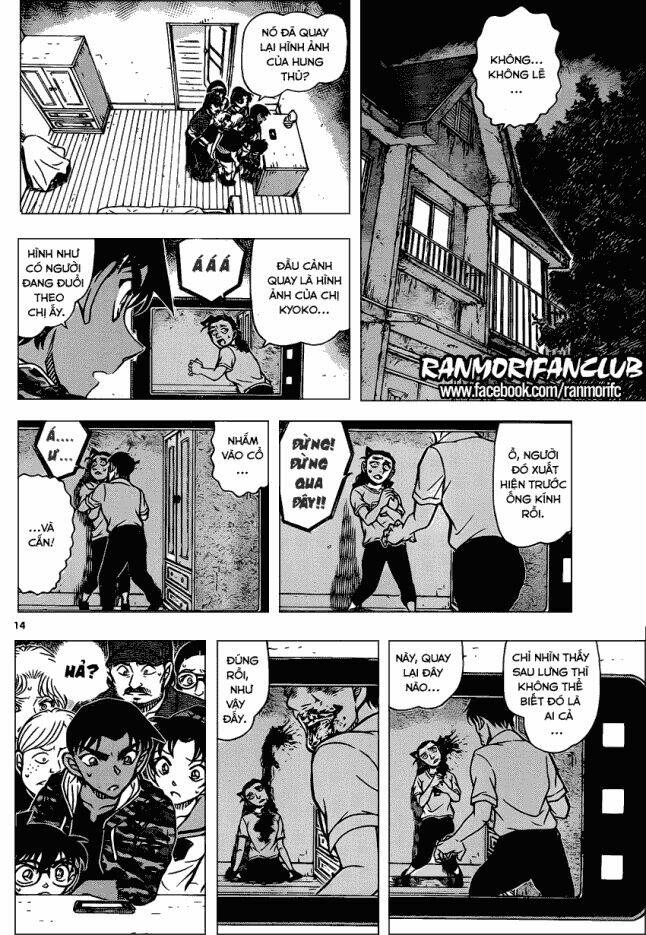 NÓ ĐÃ QUAY
LẠI HÌNH ẢNH
CỦA HUNG
THỦ?
KHÔNG...
KHÔNG LẼ
...
HÌNH NHƯ
CÓ NGƯỜI
ĐANG ĐUỔI
THEO
CHỊ ẤY.
Á Á Á
ĐẦU CẢNH
QUAY LÀ HÌNH
ẢNH CỦA CHỊ
KYOKO...
RANMORIFANCLUB
www.facebook.com/ranmorifc
Á....
Ư...
NHẮM
VÀO CỔ
...
...VÀ
CẮN!
ĐỪNG!
ĐỪNG
QUA
ĐÂY!!
Ồ, NGƯỜI
ĐÓ XUẤT
HIỆN TRƯỚC
ỐNG KÍNH
RỒI.
14
HẢ?
ĐÚNG
RỒI,
NHƯ
VẬY
ĐẤY.
NÀY, QUAY
LẠI ĐÂY
NÀO...
CHỈ NHÌN THẤY
SAU LƯNG THÌ
KHÔNG THỂ
BIẾT ĐÓ LÀ
AI CẢ ...